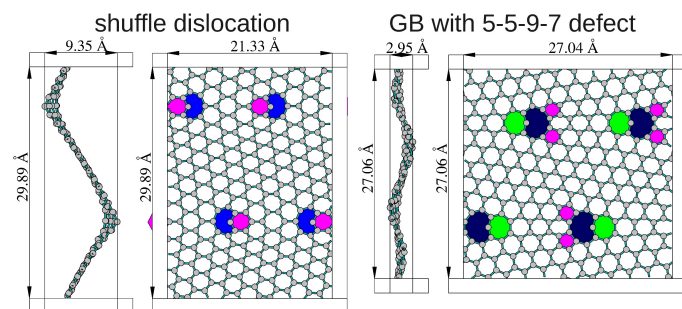 shuffle dislocation
GB with 5-5-9-7 defect
9.35 Å
21.33 Å
2.95 Å
27.04 Å
29.89 Å
29.89 Å
27.06 Å
27.06 Å